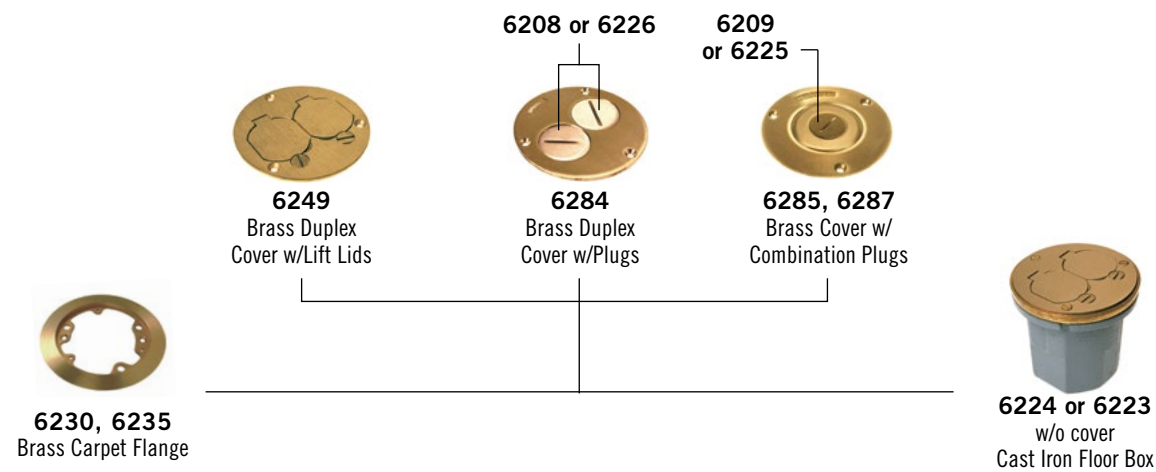 6208 or 6226
6209
or 6225
6249
Brass Duplex
Cover w/Lift Lids
6284
Brass Duplex
Cover w/Plugs
6285, 6287
Brass Cover w/
Combination Plugs
6230, 6235
Brass Carpet Flange
6224 or 6223
w/o cover
Cast Iron Floor Box